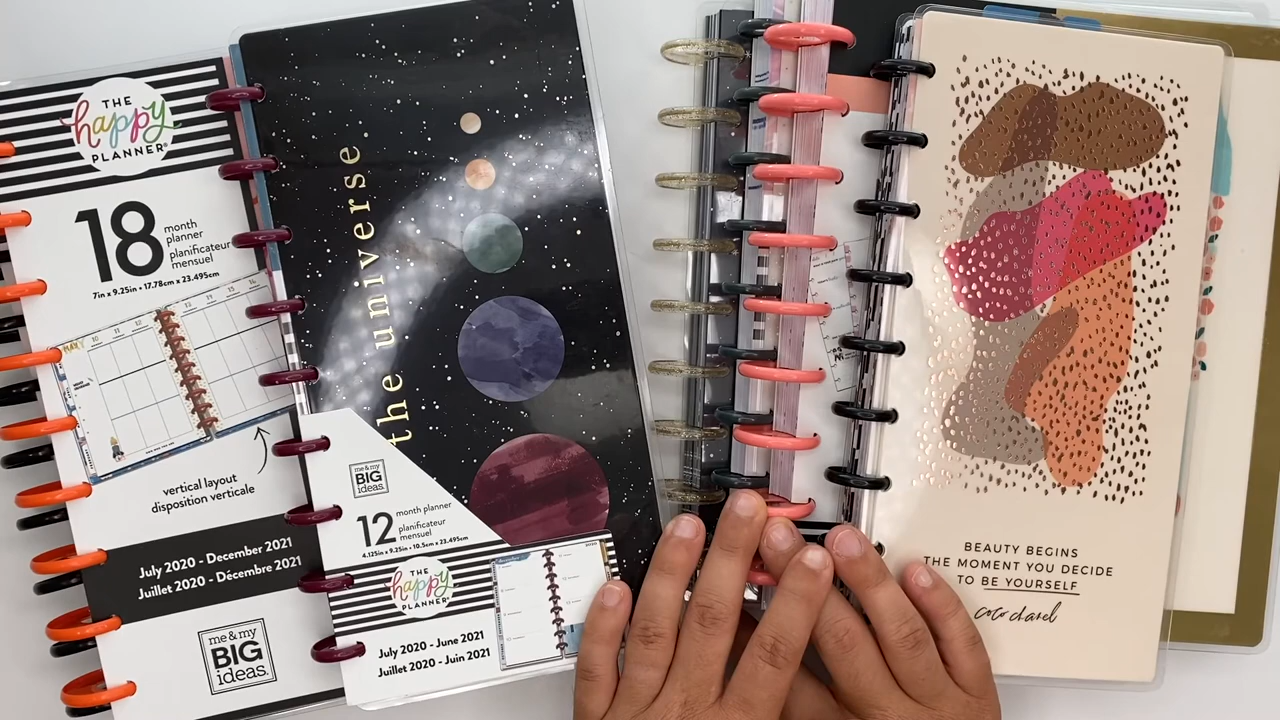 THE
happy
PLANNER®
18
month
planner
planificateur
mensuel
7in x 9.25in • 17.78cm x 23.495cm
vertical layout
disposition verticale
July 2020 - December 2021
Juillet 2020 - Décembre 2021
me & my
BIG
ideas.
the universe
me & my
BIG
ideas.
12
month planner
planificateur
mensuel
4.125in x 9.25in • 10.5cm x 23.495cm
THE
happy
PLANNER®
July 2020 - June 2021
Juillet 2020 - Juin 2021
BEAUTY BEGINS
THE MOMENT YOU DECIDE
TO BE YOURSELF
coco chanel